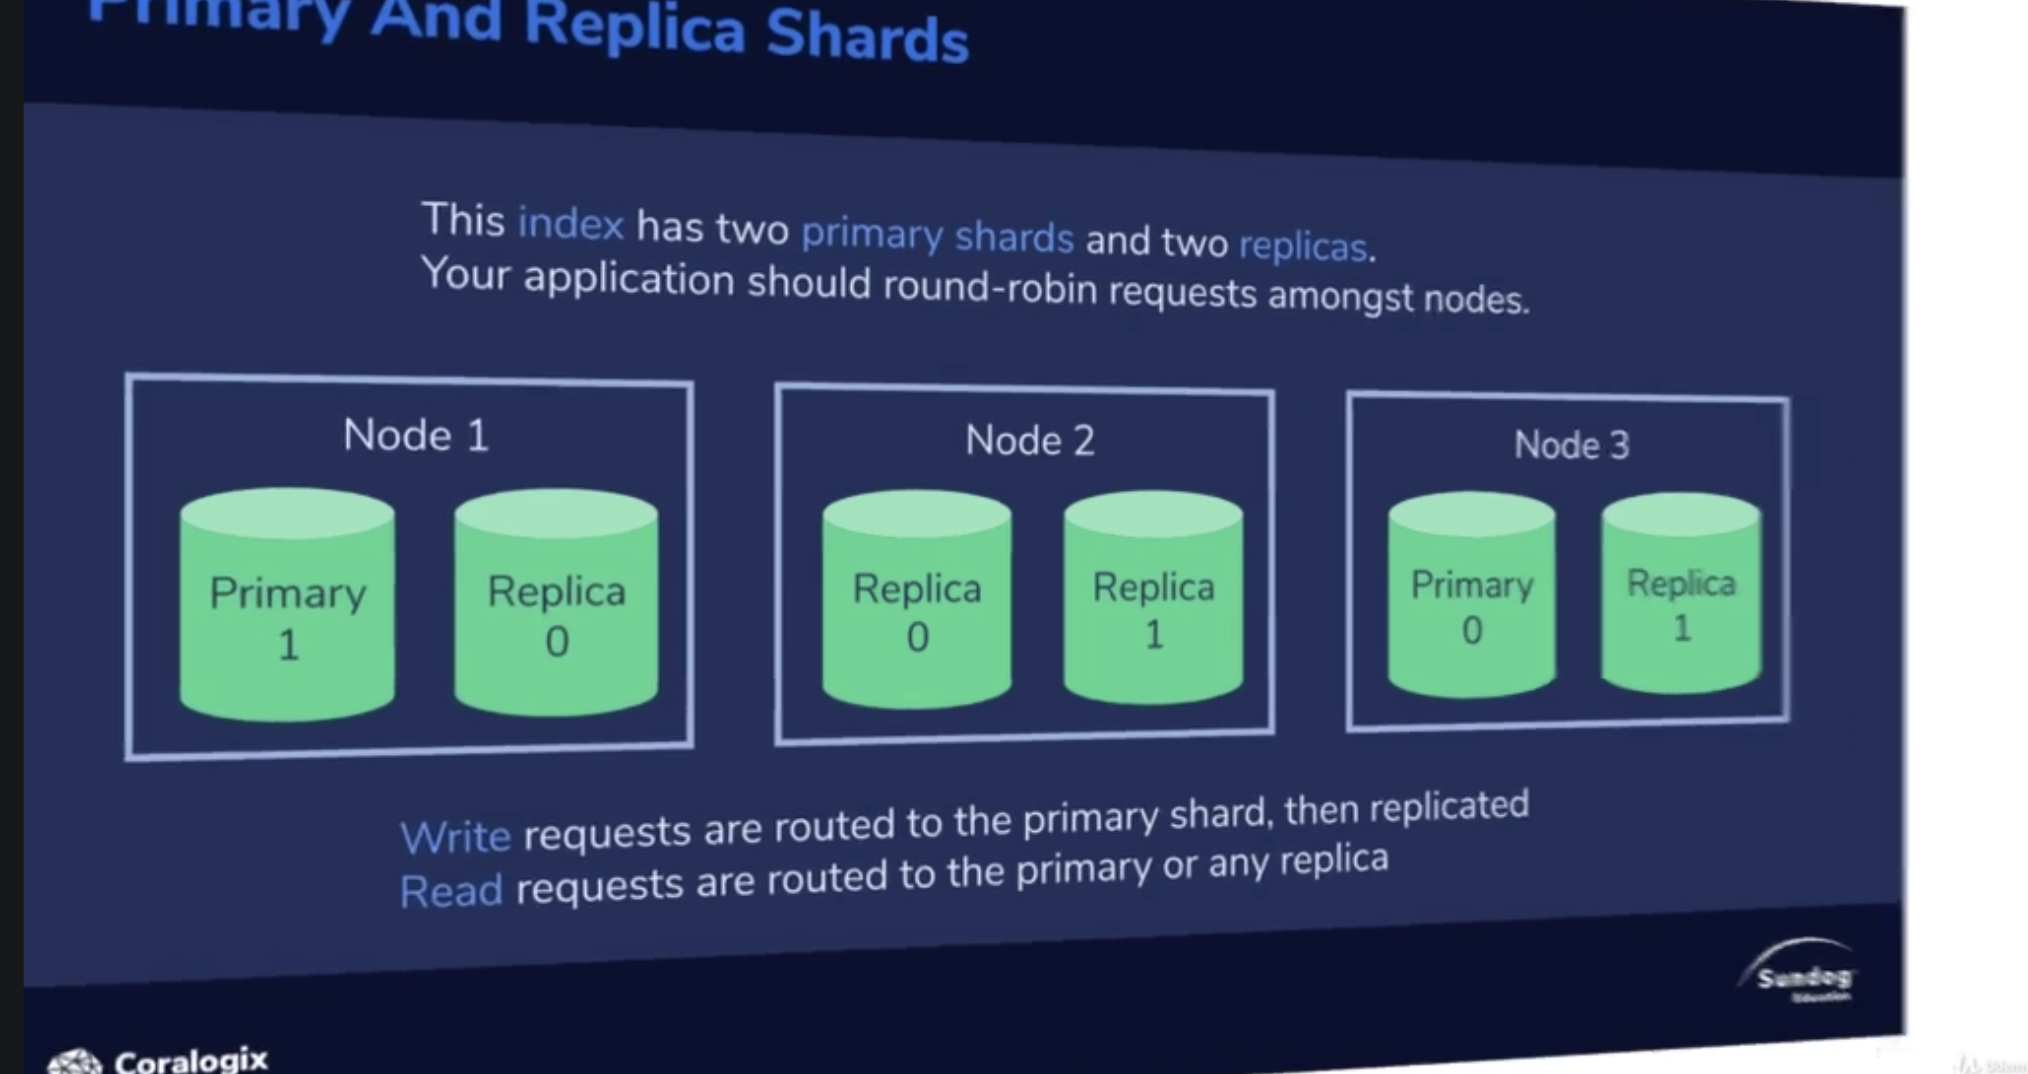 Primary And Replica Shards
This index has two primary shards and two replicas.
Your application should round-robin requests amongst nodes.
Node 1
Primary
1
Replica
0
Node 2
Replica
0
Replica
1
Node 3
Primary
0
Replica
1
Write requests are routed to the primary shard, then replicated
Read requests are routed to the primary or any replica
Sundog
Education
Coralogix